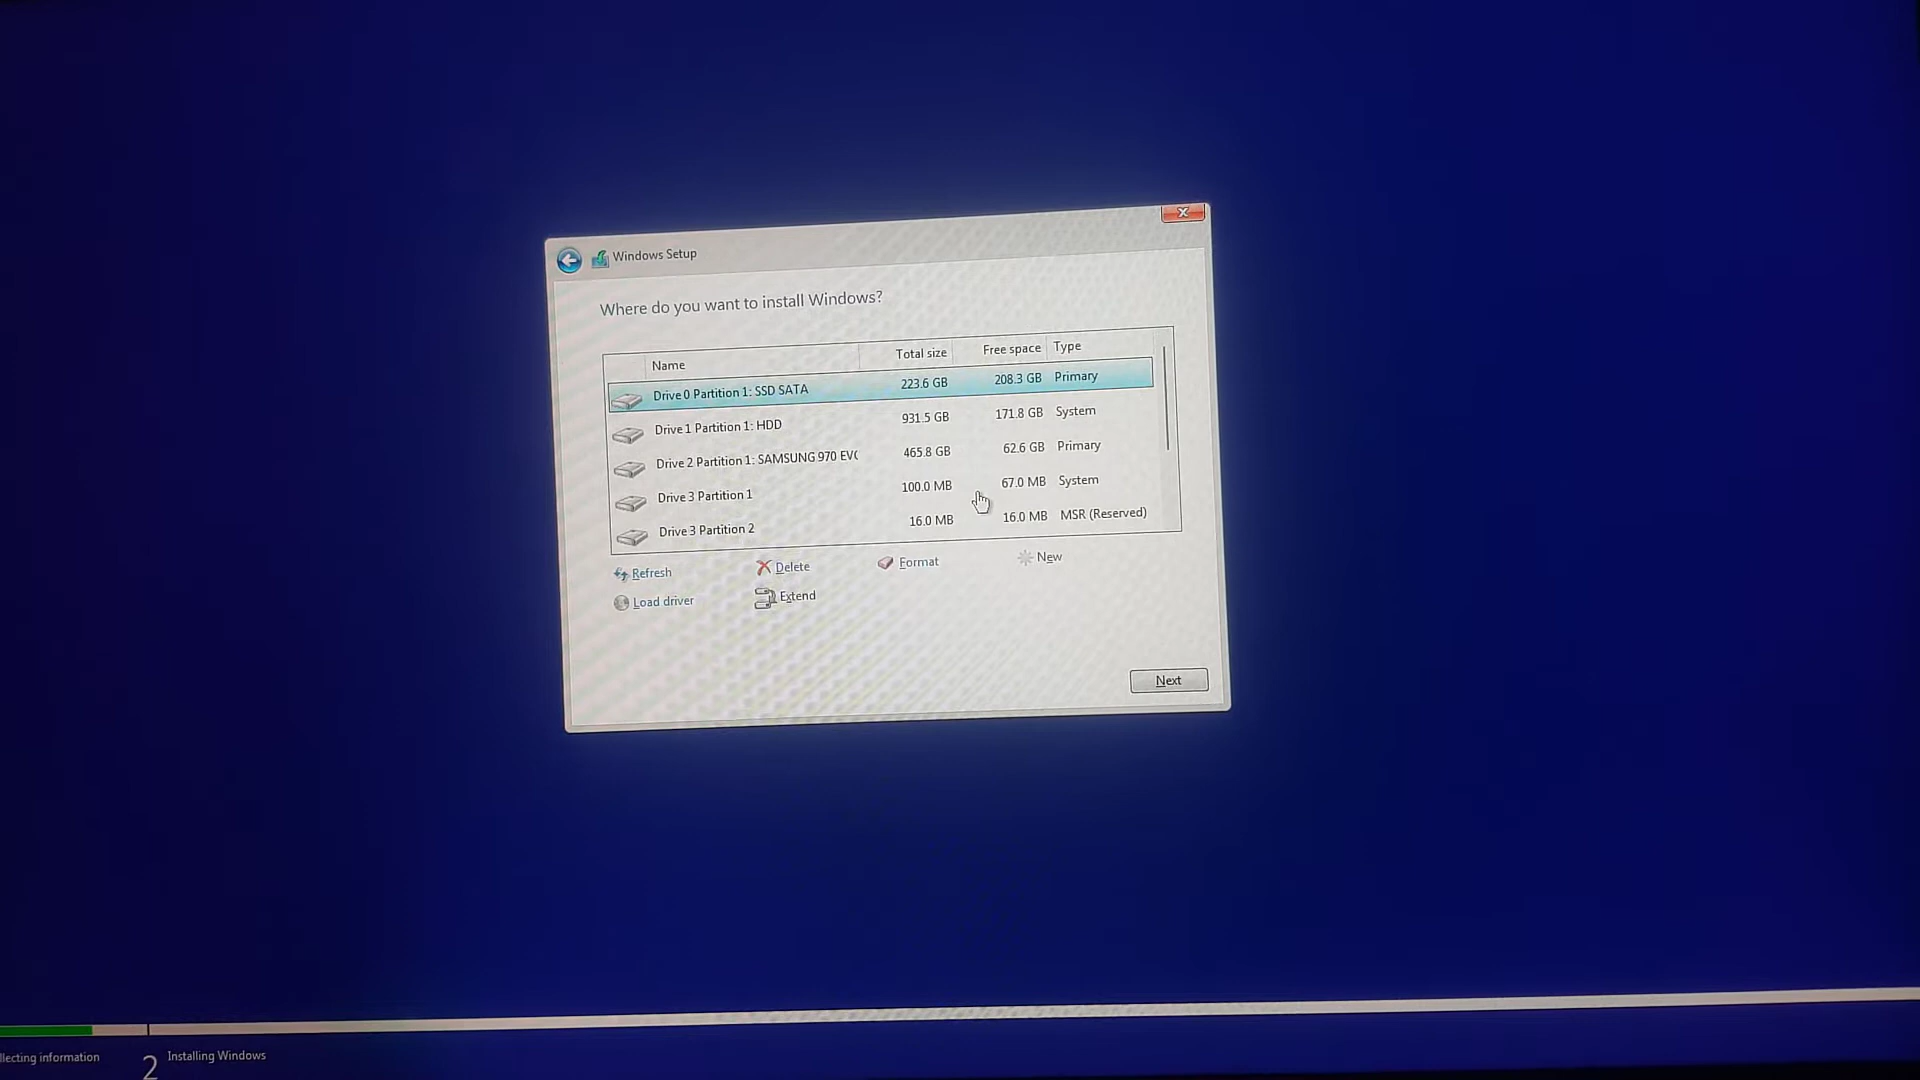 Windows Setup
Where do you want to install Windows?
Name Total size Free space Type
Drive 0 Partition 1: SSD SATA 223.6 GB 208.3 GB Primary
Drive 1 Partition 1: HDD 931.5 GB 171.8 GB System
Drive 2 Partition 1: SAMSUNG 970 EV( 465.8 GB 62.6 GB Primary
Drive 3 Partition 1 100.0 MB 67.0 MB System
Drive 3 Partition 2 16.0 MB 16.0 MB MSR (Reserved)
Refresh Delete Format New
Load driver Extend
Next
llecting information 2 Installing Windows